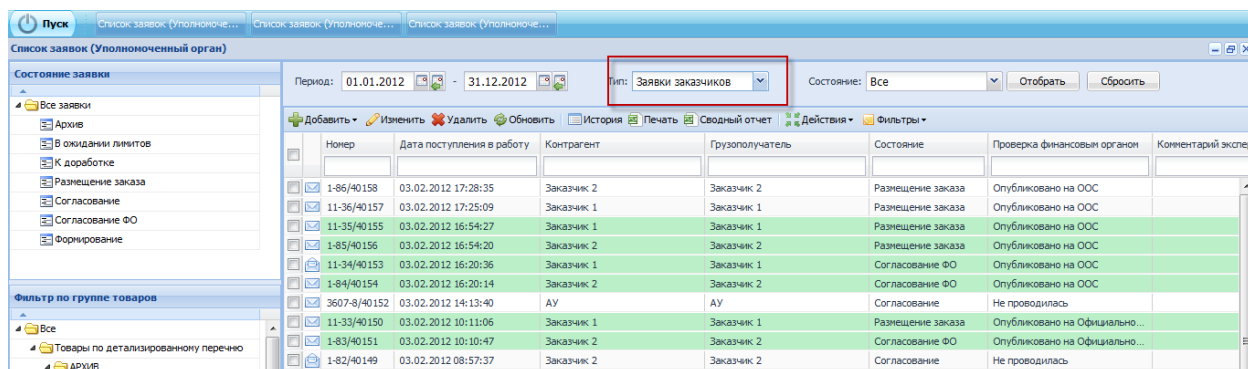 Пуск Список заявок (Уполномоче... Список заявок (Уполномоче... Список заявок (Уполномоче...
Список заявок (Уполномоченный орган)
Состояние заявки
Все заявки
Архив
В ожидании лимитов
К доработке
Размещение заказа
Согласование
Согласование ФО
Формирование
Фильтр по группе товаров
Все
Товары по детализированному перечню
АРХИВ
Период: 01.01.2012 - 31.12.2012 Тип: Заявки заказчиков Состояние: Все Отобрать Сбросить
Добавить Изменить Удалить Обновить История Печать Сводный отчет Действия Фильтры
Номер Дата поступления в работу Контрагент Грузополучатель Состояние Проверка финансовым органом Комментарий экспе
1-86/40158 03.02.2012 17:28:35 Заказчик 2 Заказчик 2 Размещение заказа Опубликовано на ООС
11-36/40157 03.02.2012 17:25:09 Заказчик 1 Заказчик 1 Размещение заказа Опубликовано на ООС
11-35/40155 03.02.2012 16:54:27 Заказчик 1 Заказчик 1 Размещение заказа Опубликовано на ООС
1-85/40156 03.02.2012 16:54:20 Заказчик 2 Заказчик 2 Размещение заказа Опубликовано на ООС
11-34/40153 03.02.2012 16:20:36 Заказчик 1 Заказчик 1 Согласование ФО Опубликовано на ООС
1-84/40154 03.02.2012 16:20:14 Заказчик 2 Заказчик 2 Согласование ФО Опубликовано на ООС
3607-8/40152 03.02.2012 14:13:40 АУ АУ Согласование Не проводилась
11-33/40150 03.02.2012 10:11:06 Заказчик 1 Заказчик 1 Размещение заказа Опубликовано на Официально...
1-83/40151 03.02.2012 10:10:47 Заказчик 2 Заказчик 2 Согласование ФО Опубликовано на Официально...
1-82/40149 03.02.2012 08:57:37 Заказчик 2 Заказчик 2 Согласование Не проводилась